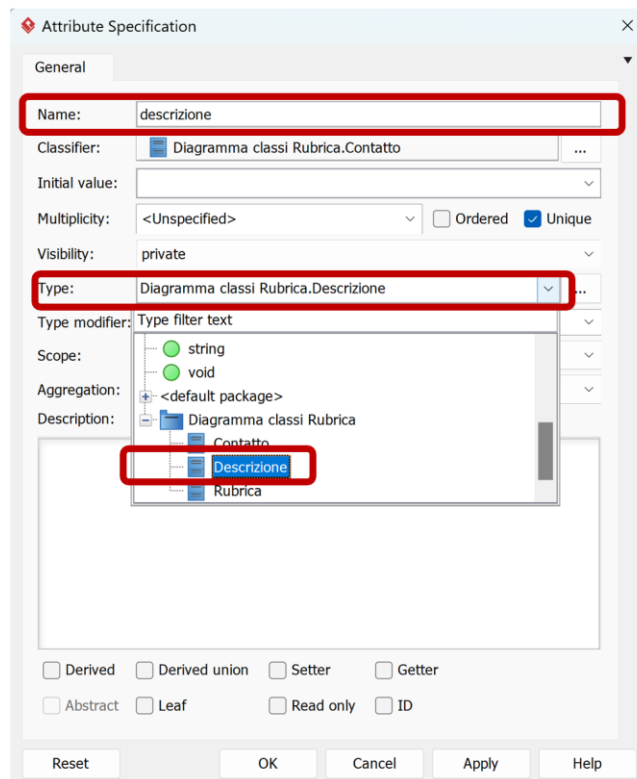 Attribute Specification
General
Name: descrizione
Classifier: Diagramma classi Rubrica.Contatto ...
Initial value:
Multiplicity: <Unspecified> Ordered Unique
Visibility: private
Type: Diagramma classi Rubrica.Descrizione ...
Type modifier: Type filter text
string
Scope:
void
Aggregation: <default package>
Description: Diagramma classi Rubrica
Contatto
Descrizione
Rubrica
Derived Derived union Setter Getter
Abstract Leaf Read only ID
Reset OK Cancel Apply Help